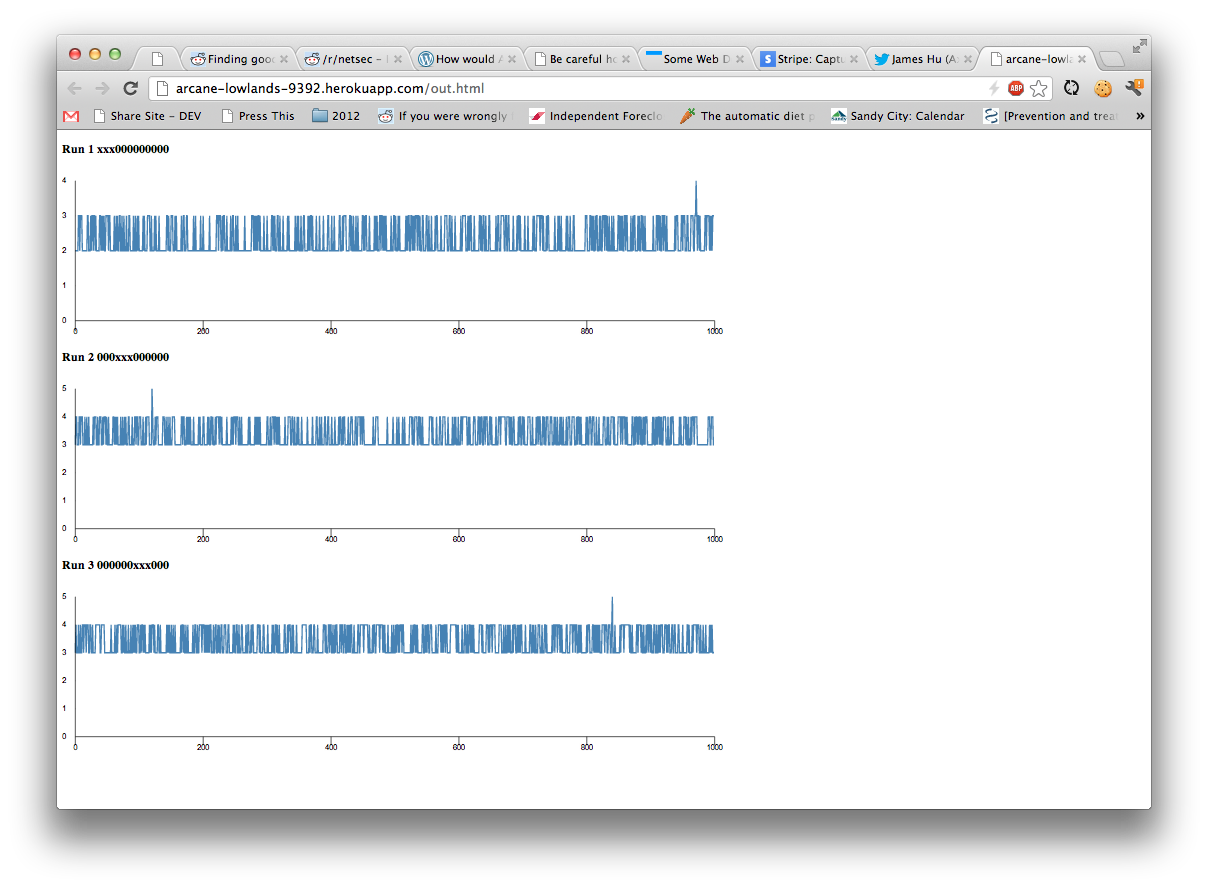 Finding good
/r/netsec –
How would A
Be careful ho
Some Web D
Stripe: Captu
James Hu (A
arcane-lowla
arcane-lowlands-9392.herokuapp.com/out.html
ABP
Share Site – DEV
Press This
2012
If you were wrongly
Independent Foreclo
The automatic diet p
Sandy City: Calendar
[Prevention and treat
»
Run 1 xxx000000000
4
3
2
1
0
0 200 400 600 800 1000
Run 2 000xxx000000
5
4
3
2
1
0
0 200 400 600 800 1000
Run 3 000000xxx000
5
4
3
2
1
0
0 200 400 600 800 1000